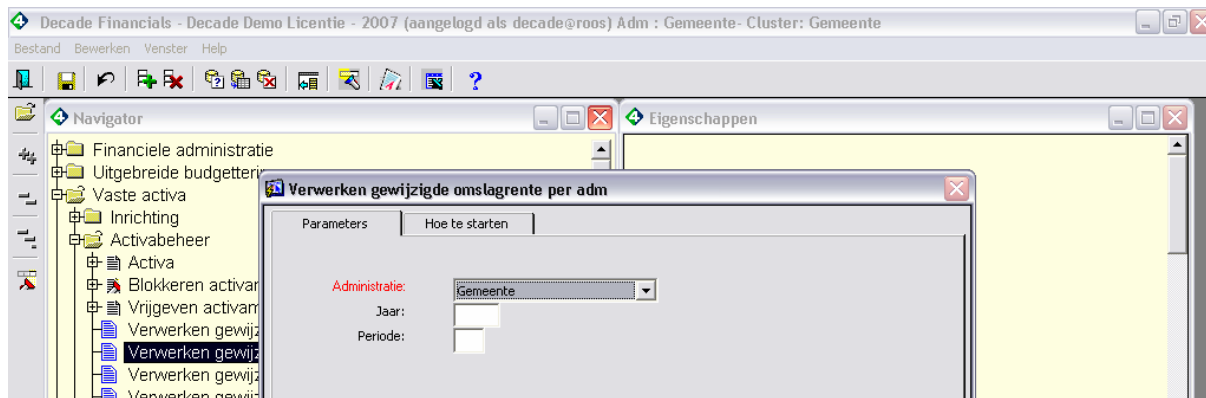 Decade Financials - Decade Demo Licentie - 2007 (aangelogd als decade@roos) Adm : Gemeente- Cluster: Gemeente
Bestand Bewerken Venster Help
Navigator
Eigenschappen
Financiele administratie
Uitgebreide budgettering
Vaste activa
Inrichting
Activabeheer
Activa
Blokkeren activar
Vrijgeven activam
Verwerken gewijz
Verwerken gewijz
Verwerken gewijz
Verwerken gewijz
Verwerken gewijzigde omslagrente per adm
Parameters
Hoe te starten
Administratie: Gemeente
Jaar:
Periode: